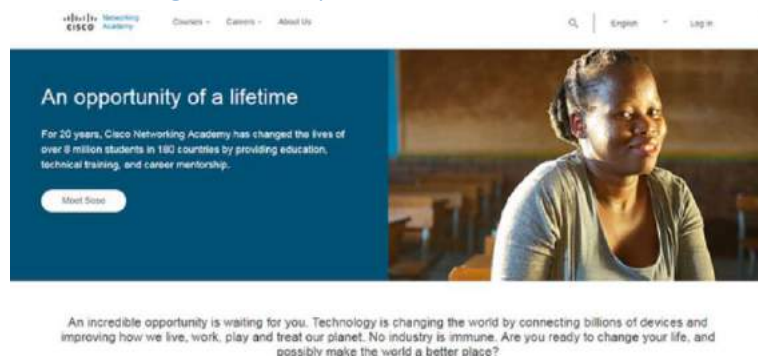 Networking
CISCO Academy
Courses Careers About Us
English Log in
An opportunity of a lifetime
For 20 years, Cisco Networking Academy has changed the lives of
over 8 million students in 180 countries by providing education,
technical training, and career mentorship.
Meet Sose
An incredible opportunity is waiting for you. Technology is changing the world by connecting billions of devices and
improving how we live, work, play and treat our planet. No industry is immune. Are you ready to change your life, and
possibly make the world a better place?